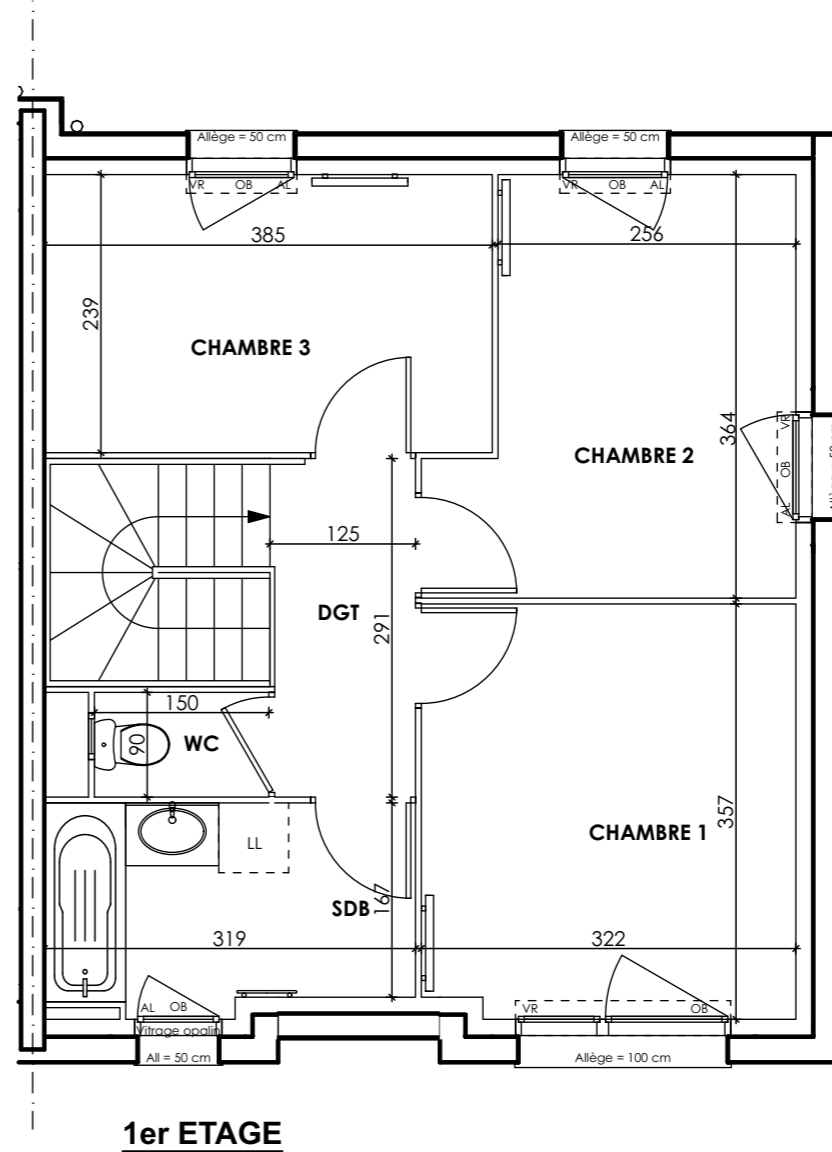 Allège = 50 cm
Allège = 50 cm
VR OB AL
VR OB AL
385
256
239
CHAMBRE 3
364
VR
OB
AL
CHAMBRE 2
125
DGT
291
150
WC
90
CHAMBRE 1
357
LL
SDB
167
319
322
AL OB
VR
OB
Vitrage opalin
All = 50 cm
Allège = 100 cm
1er ETAGE